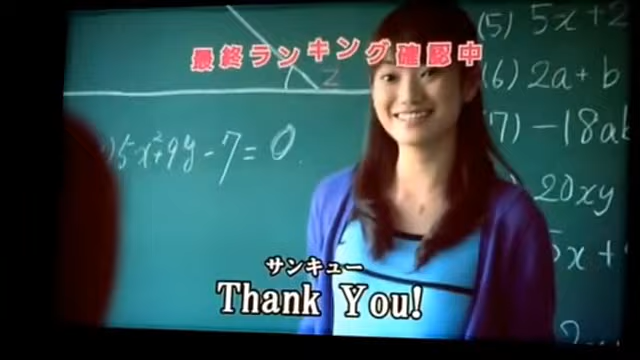 最終ランキング確認中
(5) 5x+2
(6) 2a+b
(7) -18ab
5x²+9y-7=0
20xy
5x+
サンキュー
Thank You!